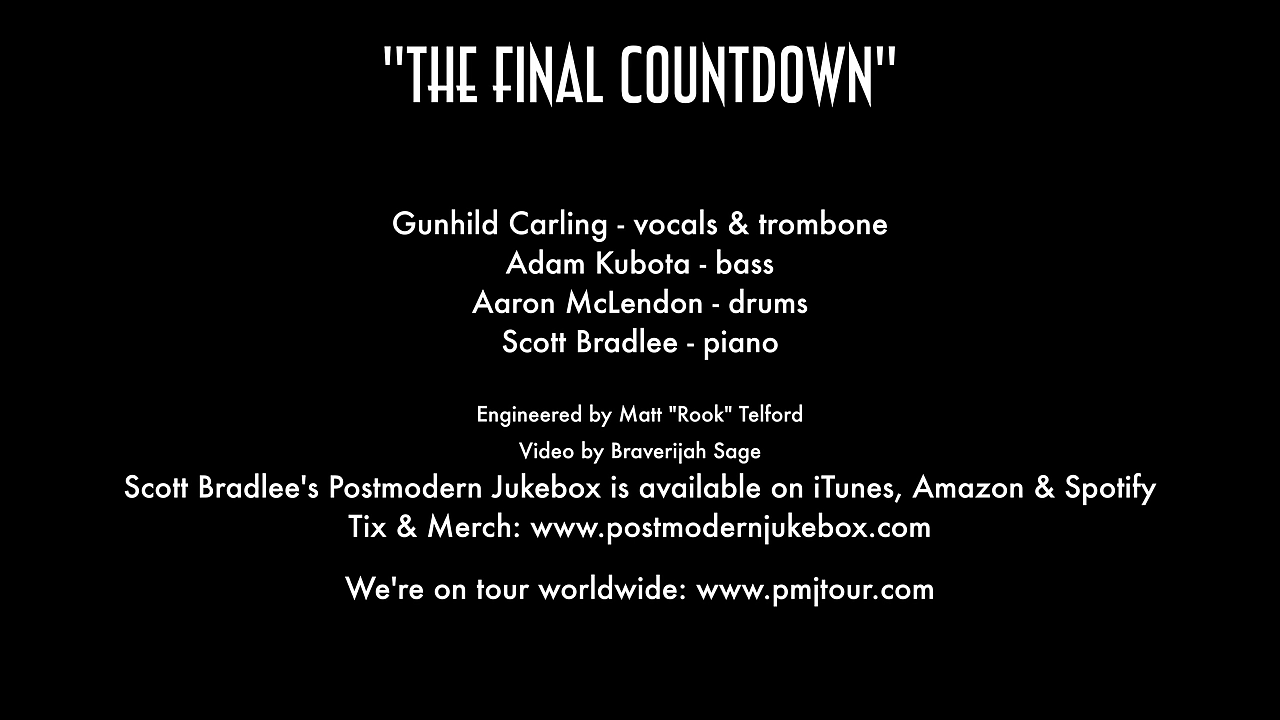 "THE FINAL COUNTDOWN"
Gunhild Carling - vocals & trombone
Adam Kubota - bass
Aaron McLendon - drums
Scott Bradlee - piano
Engineered by Matt "Rook" Telford
Video by Braverijah Sage
Scott Bradlee's Postmodern Jukebox is available on iTunes, Amazon & Spotify
Tix & Merch: www.postmodernjukebox.com
We're on tour worldwide: www.pmjtour.com